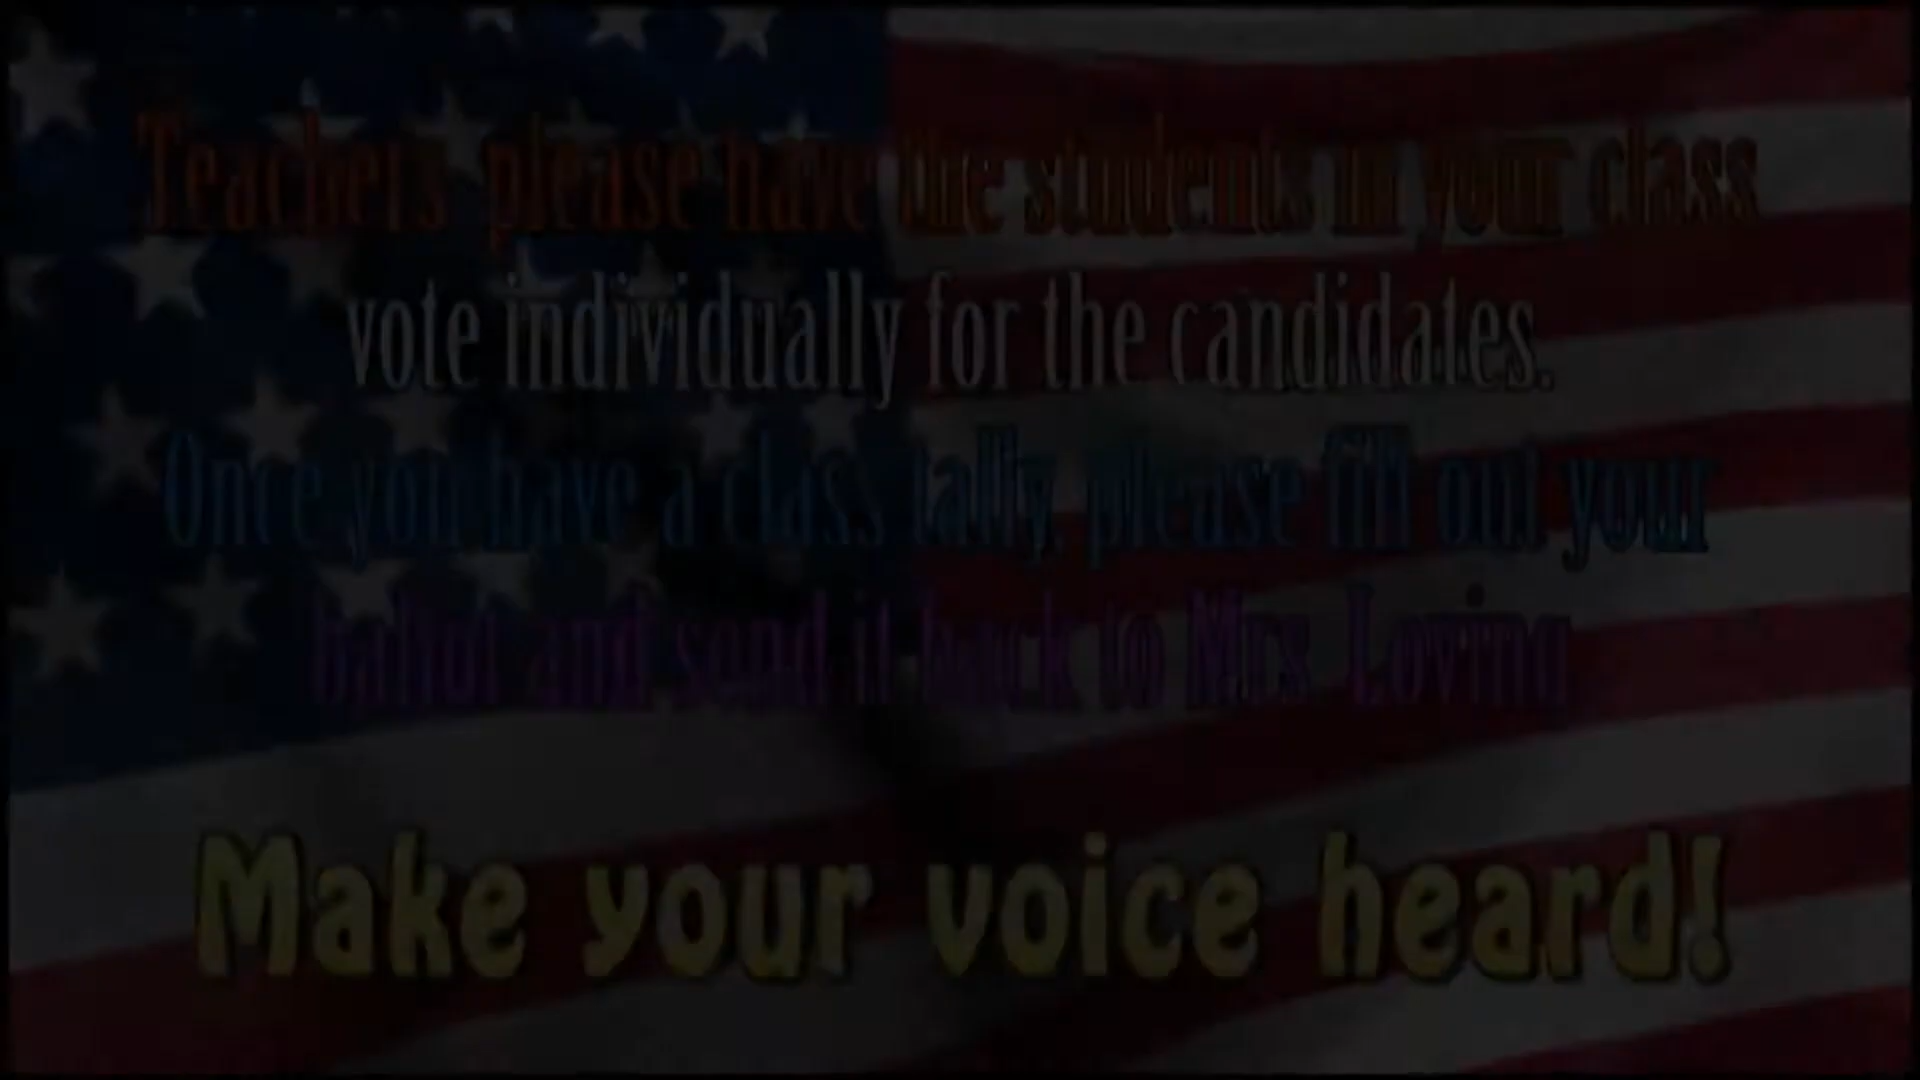 Teachers please have the students in your class
vote individually for the candidates.
Once you have a class tally, please fill out your
ballot and send it back to Mrs. Loving
Make your voice heard!